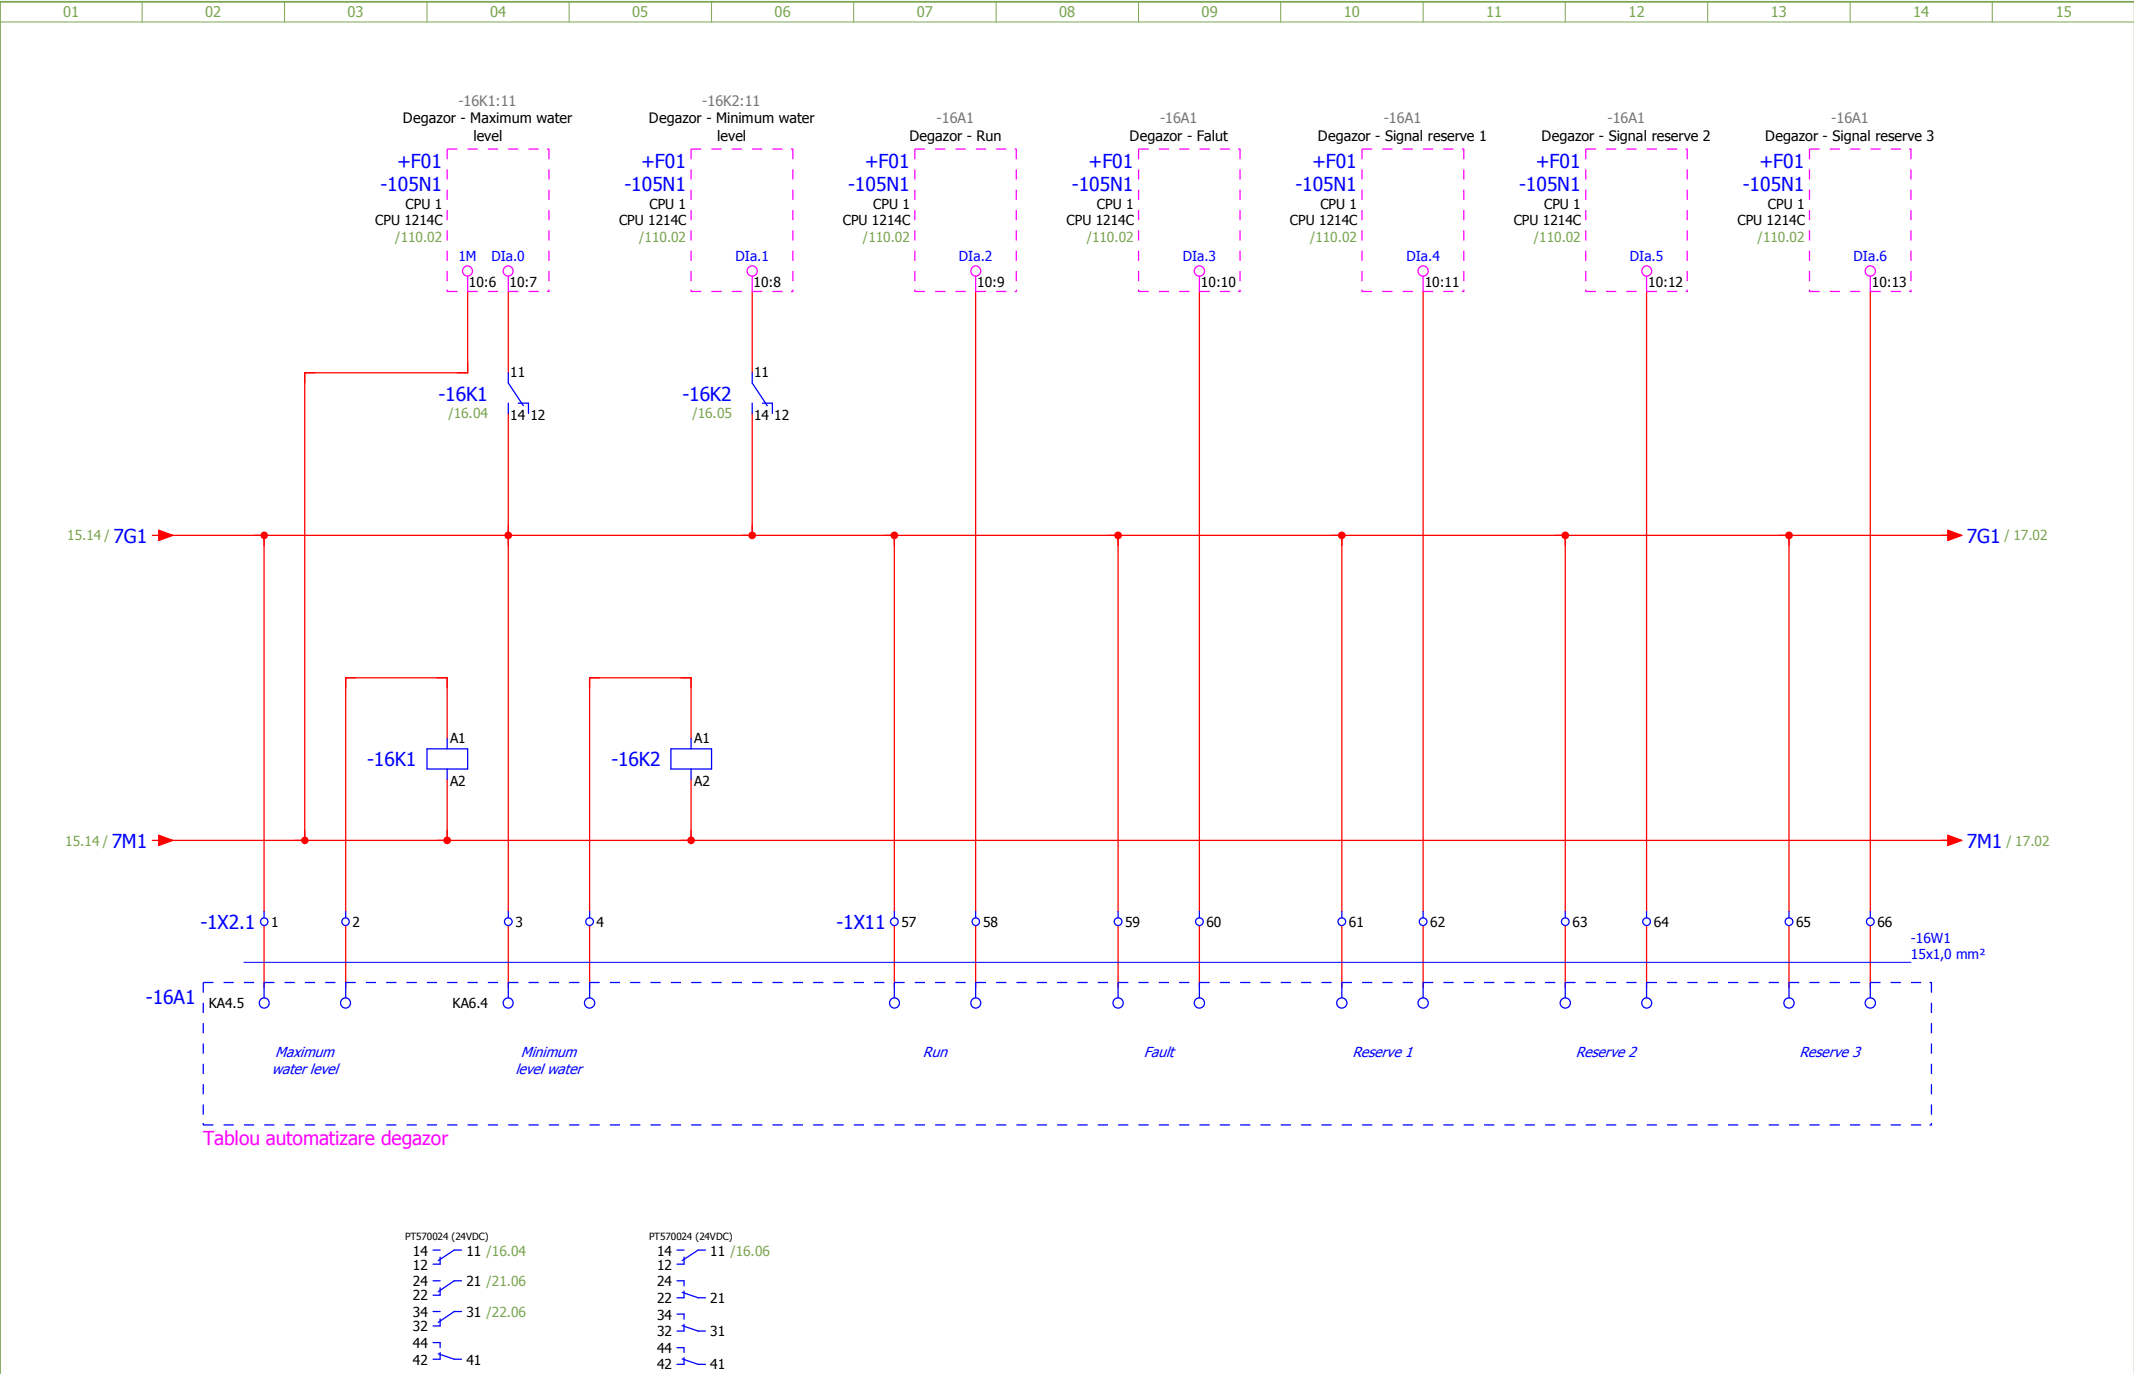 01 02 03 04 05 06 07 08 09 10 11 12 13 14 15
-16K1:11
Degazor - Maximum water
level
+F01
-105N1
CPU 1
CPU 1214C
/110.02
1M DIa.0
10:6 10:7
-16K2:11
Degazor - Minimum water
level
+F01
-105N1
CPU 1
CPU 1214C
/110.02
DIa.1
10:8
-16A1
Degazor - Run
+F01
-105N1
CPU 1
CPU 1214C
/110.02
DIa.2
10:9
-16A1
Degazor - Falut
+F01
-105N1
CPU 1
CPU 1214C
/110.02
DIa.3
10:10
-16A1
Degazor - Signal reserve 1
+F01
-105N1
CPU 1
CPU 1214C
/110.02
DIa.4
10:11
-16A1
Degazor - Signal reserve 2
+F01
-105N1
CPU 1
CPU 1214C
/110.02
DIa.5
10:12
-16A1
Degazor - Signal reserve 3
+F01
-105N1
CPU 1
CPU 1214C
/110.02
DIa.6
10:13
11
-16K1
/16.04
14 12
11
-16K2
/16.05
14 12
15.14 / 7G1
7G1 / 17.02
A1
-16K1
A2
A1
-16K2
A2
15.14 / 7M1
7M1 / 17.02
-1X2.1 1 2 3 4
-1X11 57 58 59 60 61 62 63 64 65 66
-16W1
15x1,0 mm²
-16A1 KA4.5 KA6.4
Maximum
water level
Minimum
level water
Run
Fault
Reserve 1
Reserve 2
Reserve 3
Tablou automatizare degazor
PT570024 (24VDC)
14 11 /16.04
12
24 21 /21.06
22
34 31 /22.06
32
44
42 41
PT570024 (24VDC)
14 11 /16.06
12
24
22 21
34
32 31
44
42 41